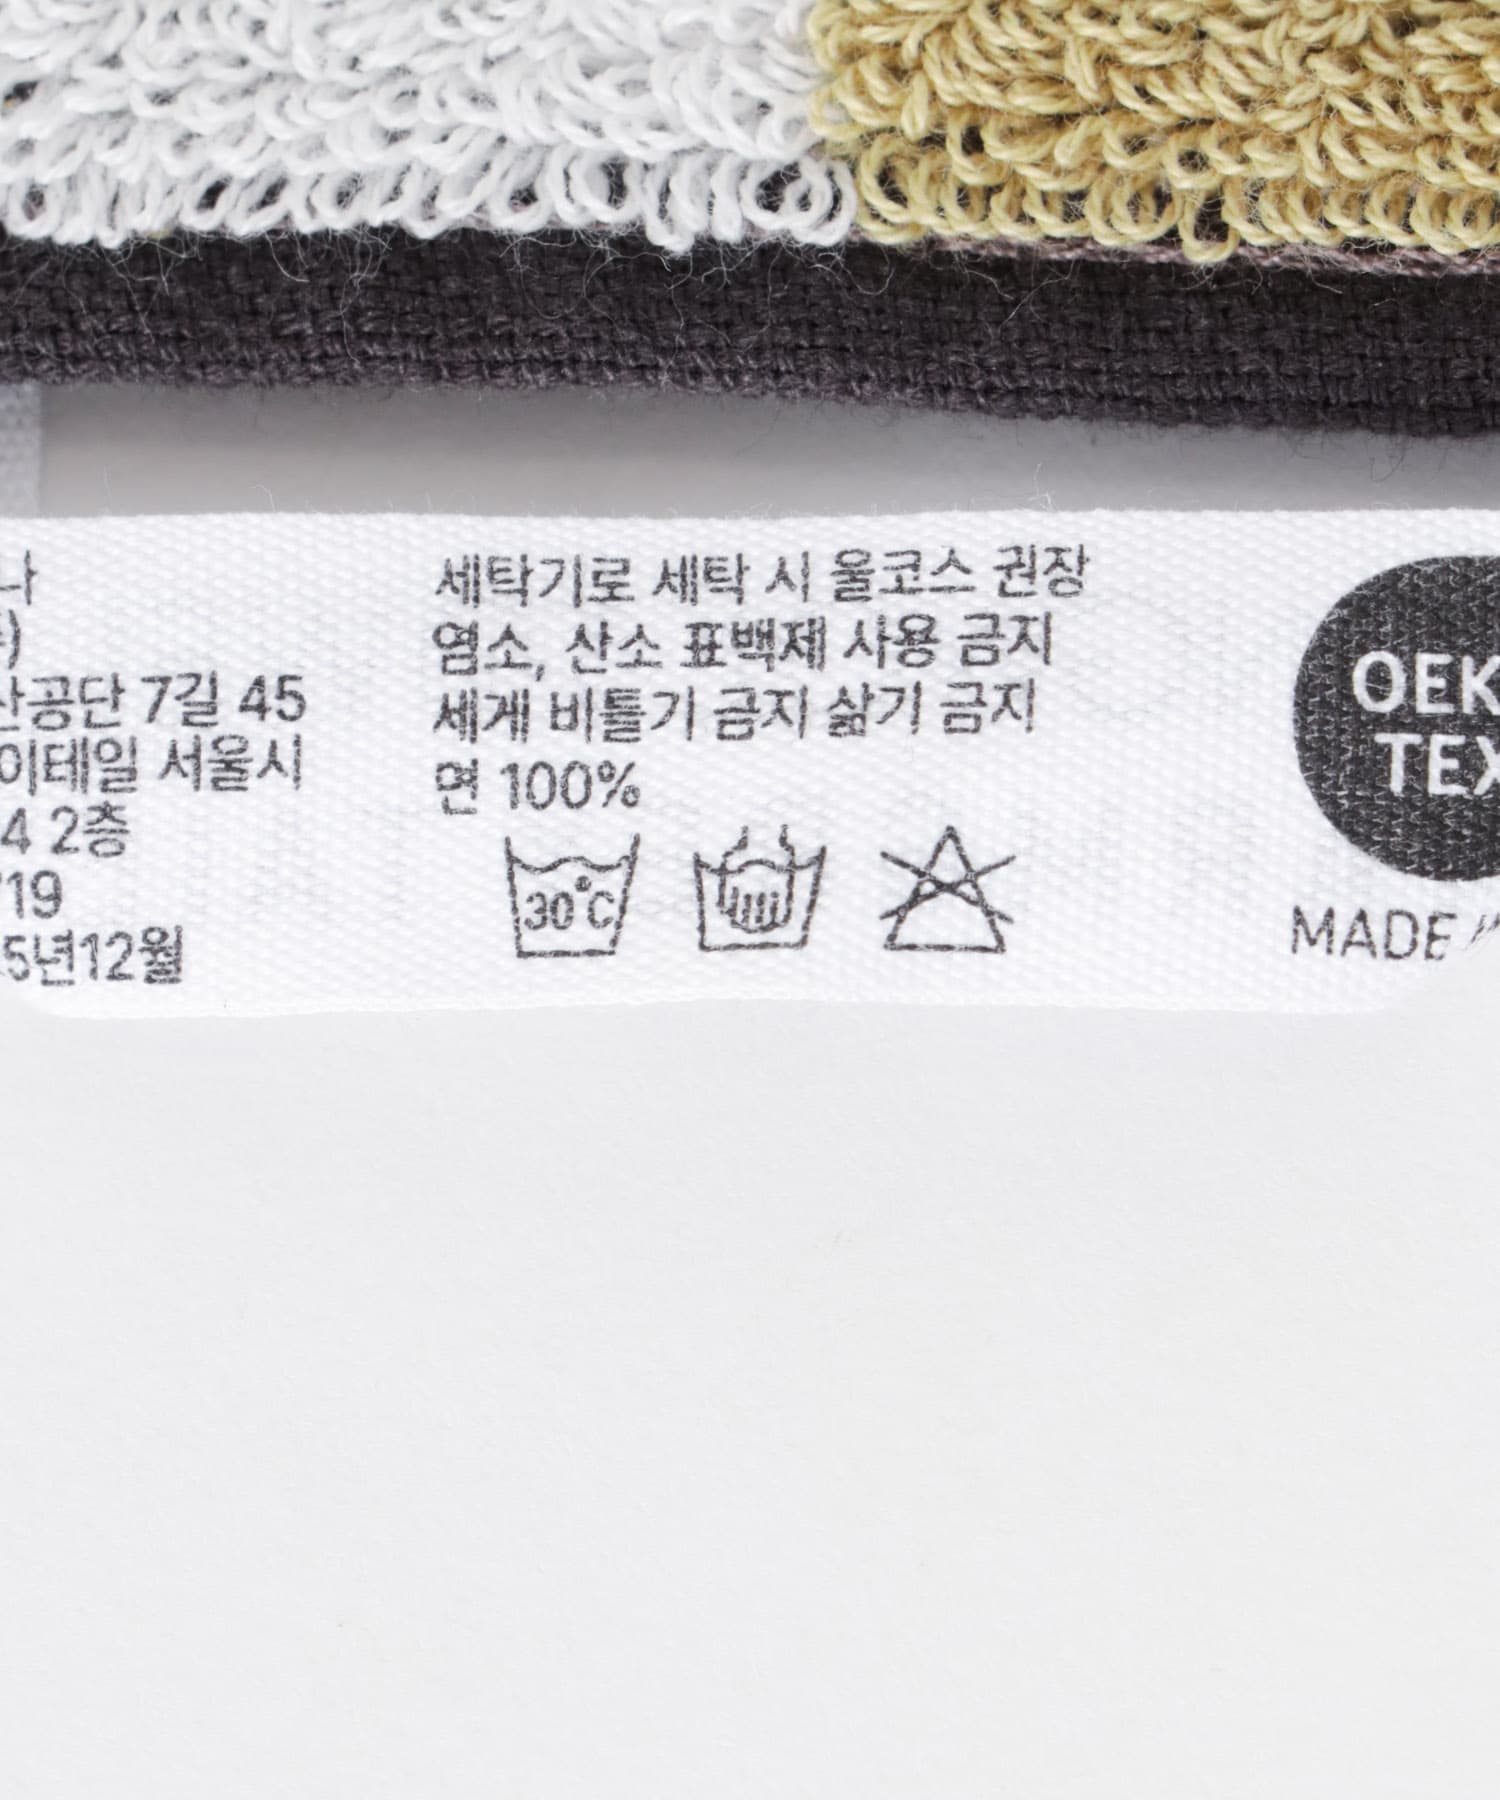 나
산공단 7길 45
이테일 서울시
4 2층
719
5년12월
세탁기로 세탁 시 울코스 권장
염소, 산소 표백제 사용 금지
세게 비틀기 금지 삶기 금지
면 100%
30°C
OEK
TEX
MADE